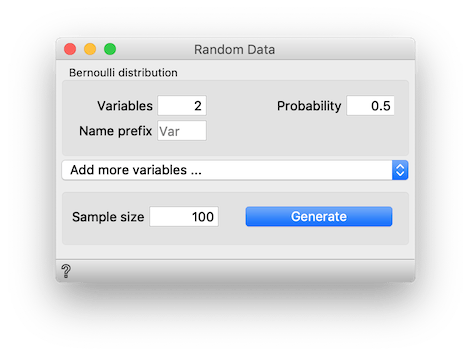 Random Data
Bernoulli distribution
Variables 2 Probability 0.5
Name prefix Var
Add more variables ...
Sample size 100 Generate
?